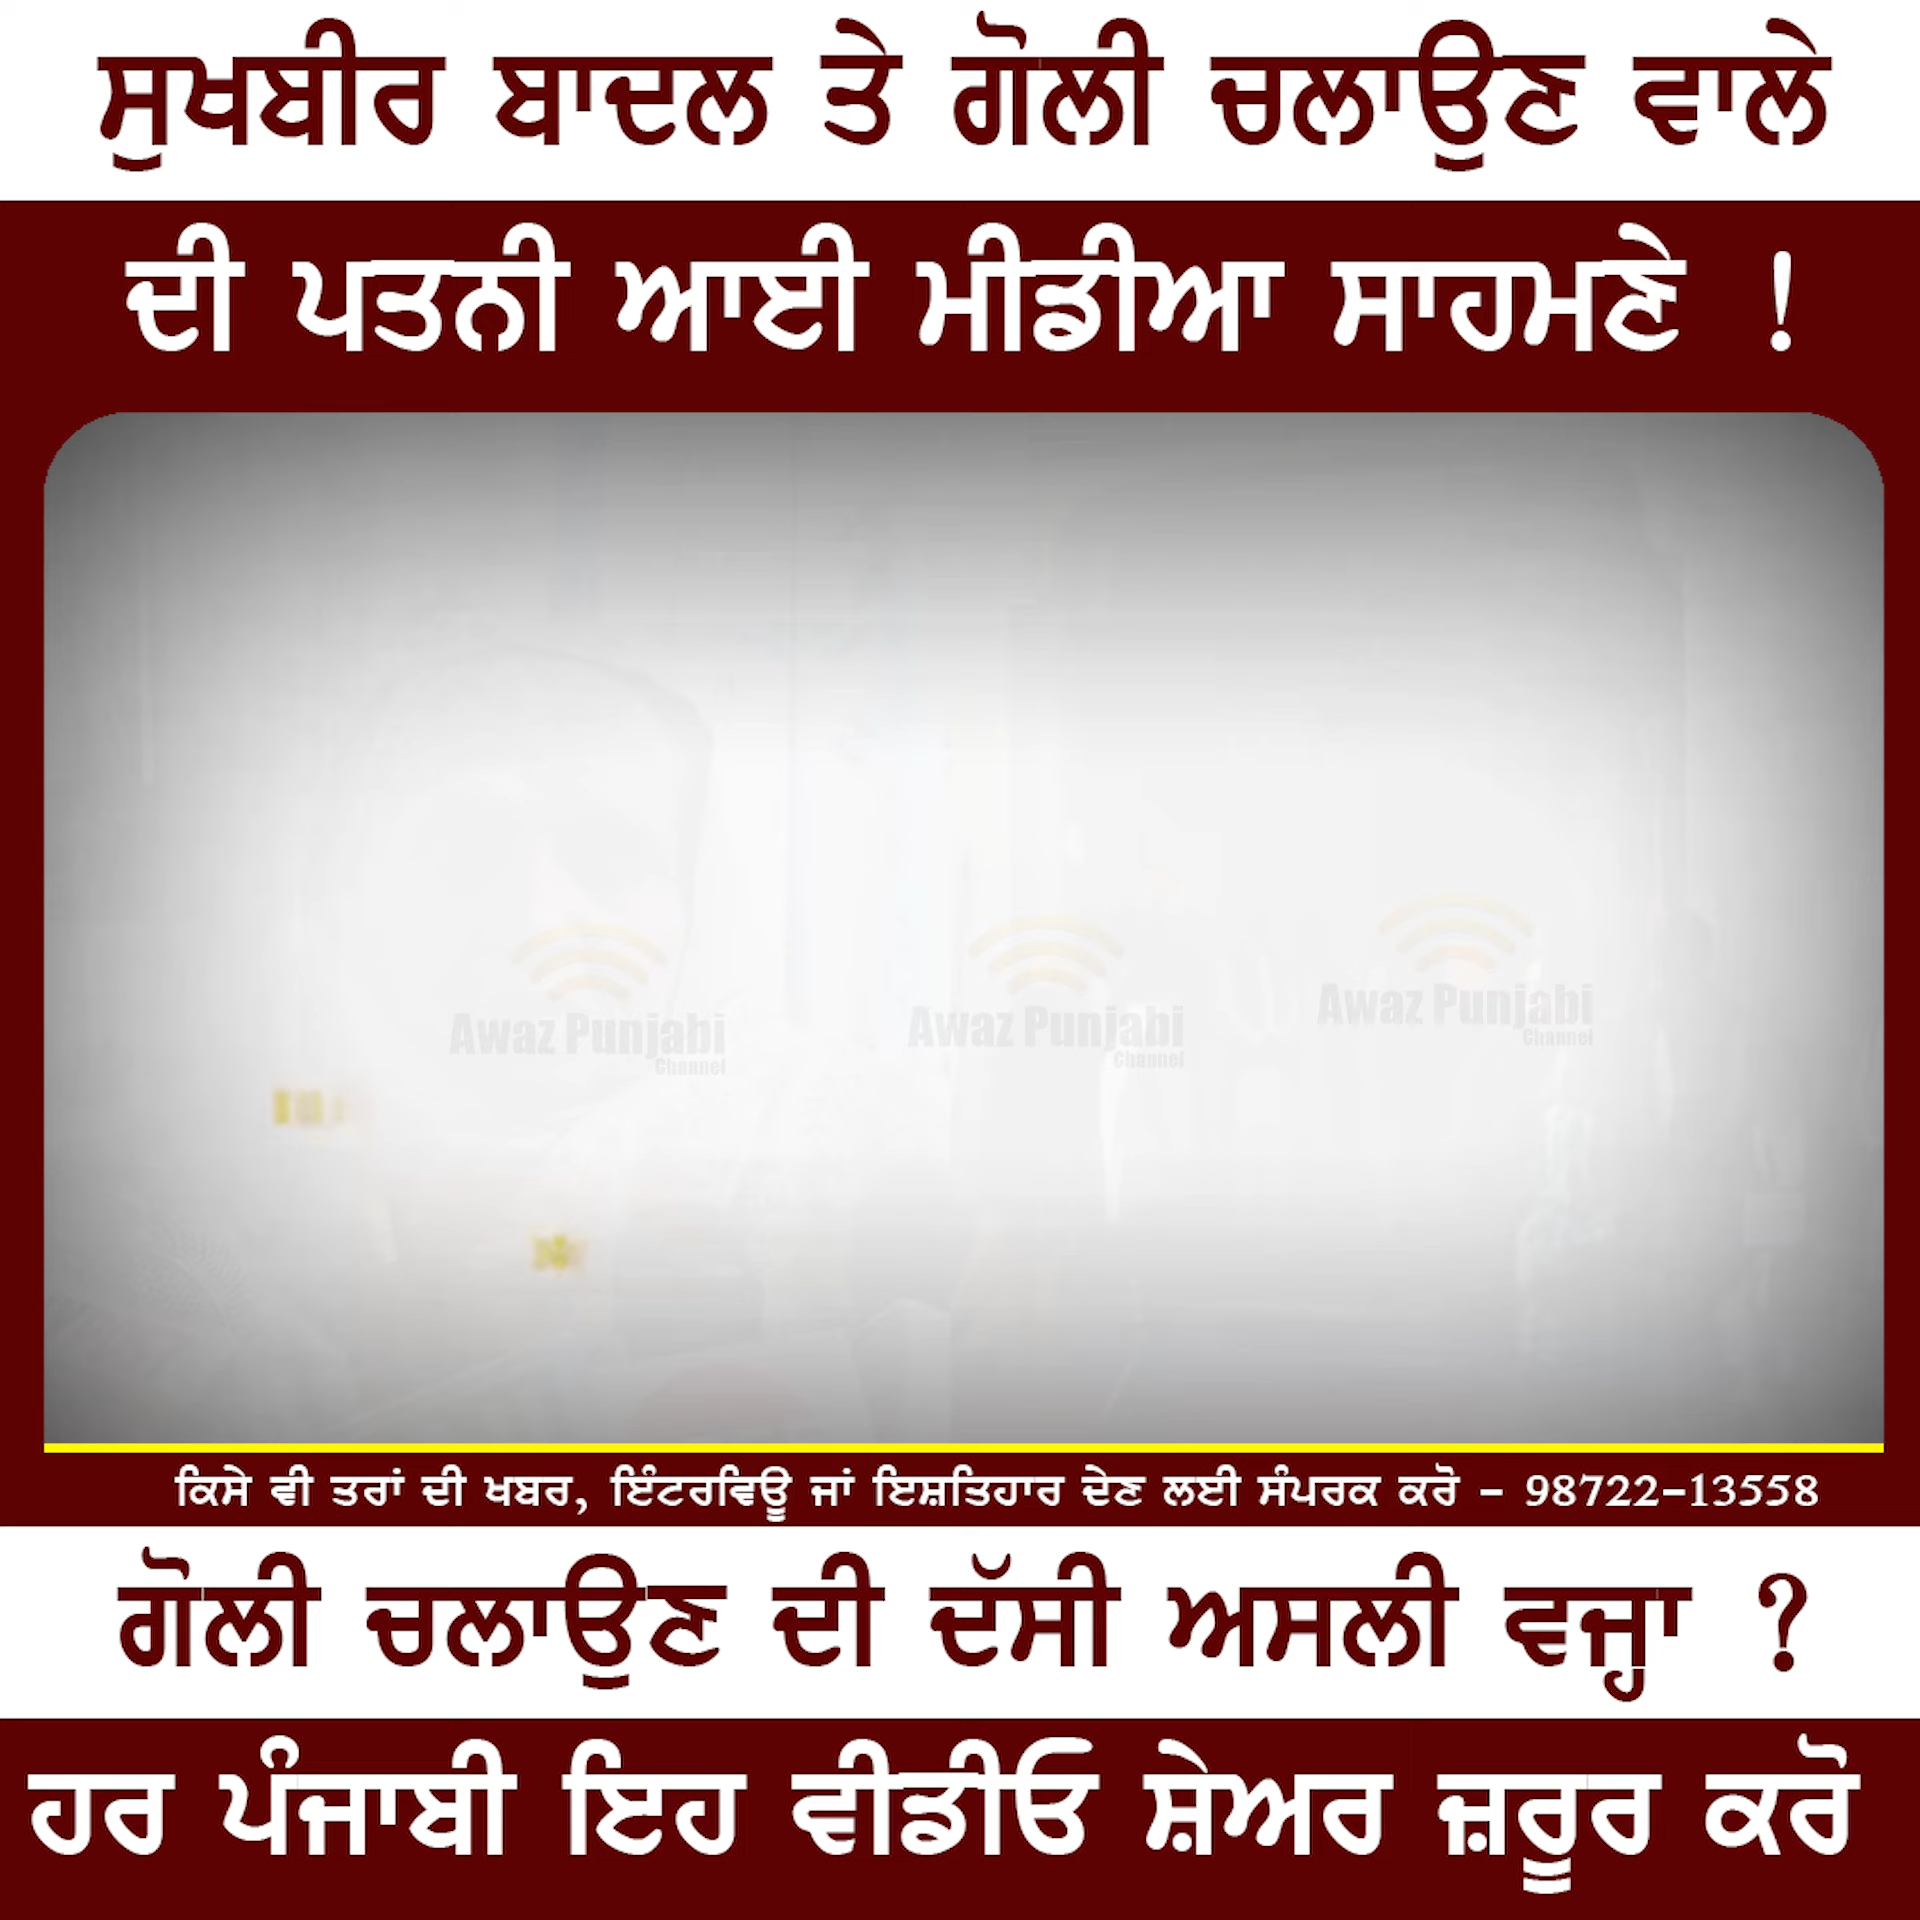 ਸੁਖਬੀਰ ਬਾਦਲ ਤੇ ਗੋਲੀ ਚਲਾਉਣ ਵਾਲੇ
ਦੀ ਪਤਨੀ ਆਈ ਮੀਡੀਆ ਸਾਹਮਣੇ !
Awaz Punjabi
Channel
Awaz Punjabi
Channel
Awaz Punjabi
Channel
ਕਿਸੇ ਵੀ ਤਰਾਂ ਦੀ ਖਬਰ, ਇੰਟਰਵਿਊ ਜਾਂ ਇਸ਼ਤਿਹਾਰ ਦੇਣ ਲਈ ਸੰਪਰਕ ਕਰੋ - 98722-13558
ਗੋਲੀ ਚਲਾਉਣ ਦੀ ਦੱਸੀ ਅਸਲੀ ਵਜ੍ਹਾ ?
ਹਰ ਪੰਜਾਬੀ ਇਹ ਵੀਡੀਓ ਸ਼ੇਅਰ ਜ਼ਰੂਰ ਕਰੋ